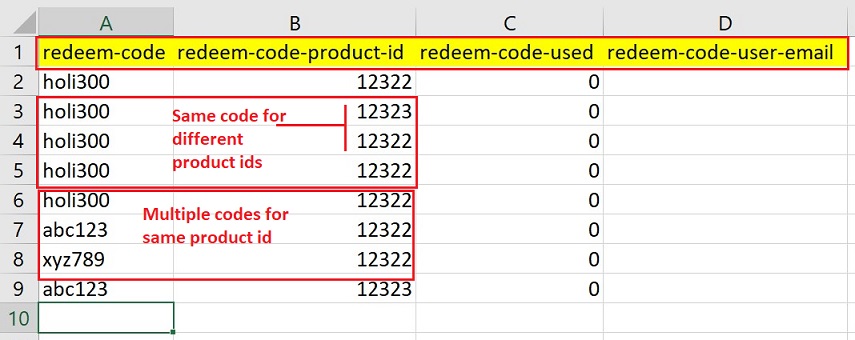 A B C D
1 redeem-code redeem-code-product-id redeem-code-used redeem-code-user-email
2 holi300 12322 0
3 holi300 12323 0
4 holi300 12322 0
5 holi300 12322 0
Same code for
different
product ids
6 holi300 12322 0
7 abc123 12322 0
8 xyz789 12322 0
Multiple codes for
same product id
9 abc123 12323 0
10